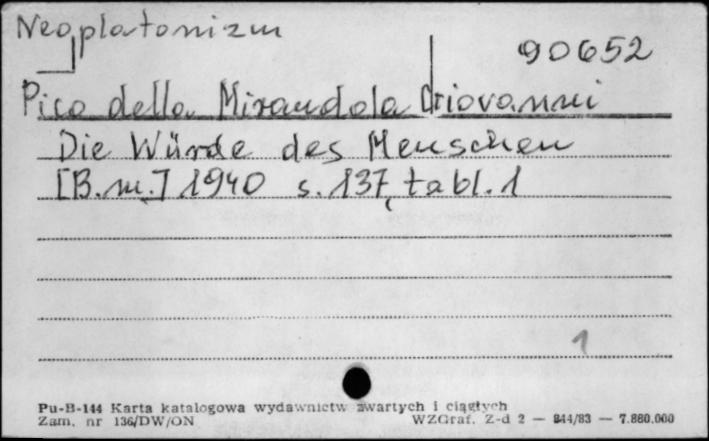 Neoplatonizm
90652
Pico della Mirandola Giovanni
Die Würde des Menschen
[B.m.] 1940 s. 137, tabl. 1
1
Pu-B-144 Karta katalogowa wydawnictw zwartych i ciągłych
Zam. nr 136/DW/ON WZGraf. Z-d 2 — 844/83 — 7.880.000